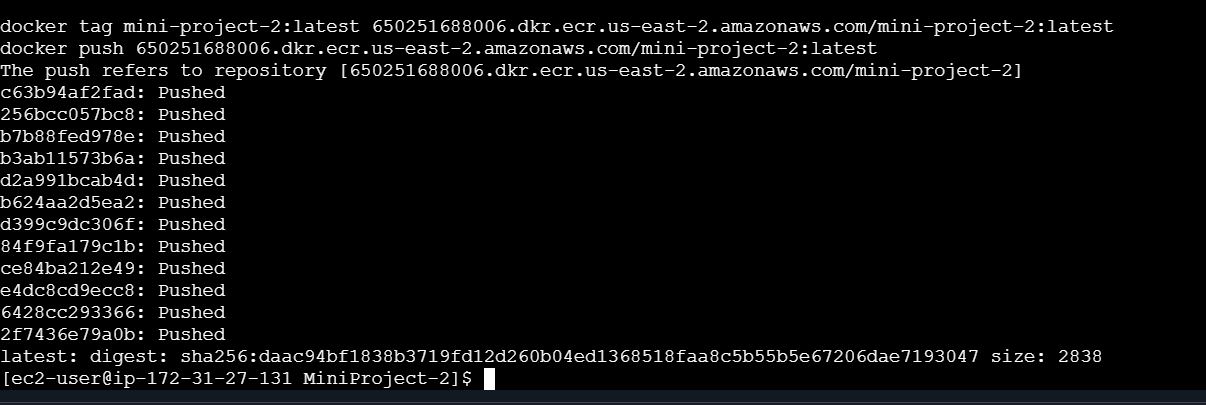 docker tag mini-project-2:latest 650251688006.dkr.ecr.us-east-2.amazonaws.com/mini-project-2:latest
docker push 650251688006.dkr.ecr.us-east-2.amazonaws.com/mini-project-2:latest
The push refers to repository [650251688006.dkr.ecr.us-east-2.amazonaws.com/mini-project-2]
c63b94af2fad: Pushed
256bcc057bc8: Pushed
b7b88fed978e: Pushed
b3ab11573b6a: Pushed
d2a991bcab4d: Pushed
b624aa2d5ea2: Pushed
d399c9dc306f: Pushed
84f9fa179c1b: Pushed
ce84ba212e49: Pushed
e4dc8cd9ecc8: Pushed
6428cc293366: Pushed
2f7436e79a0b: Pushed
latest: digest: sha256:daac94bf1838b3719fd12d260b04ed1368518faa8c5b55b5e67206dae7193047 size: 2838
[ec2-user@ip-172-31-27-131 MiniProject-2]$